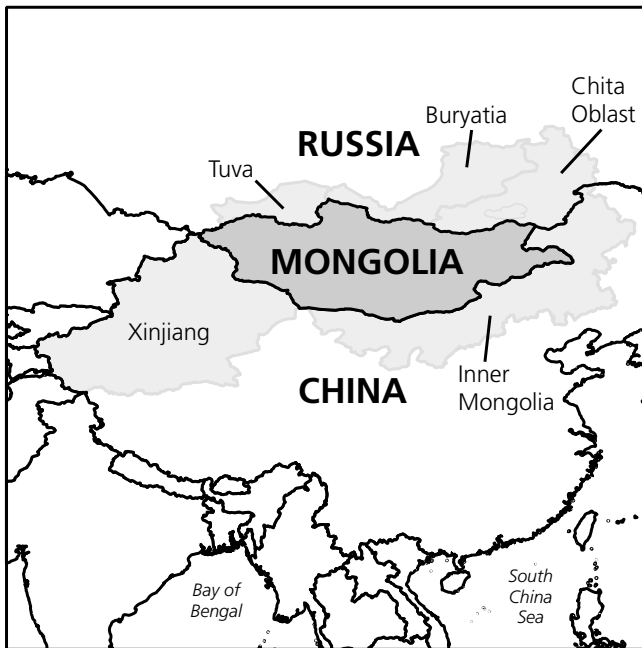 Chita
Oblast
Buryatia
RUSSIA
Tuva
MONGOLIA
Xinjiang
Inner
Mongolia
CHINA
Bay of
Bengal
South
China
Sea